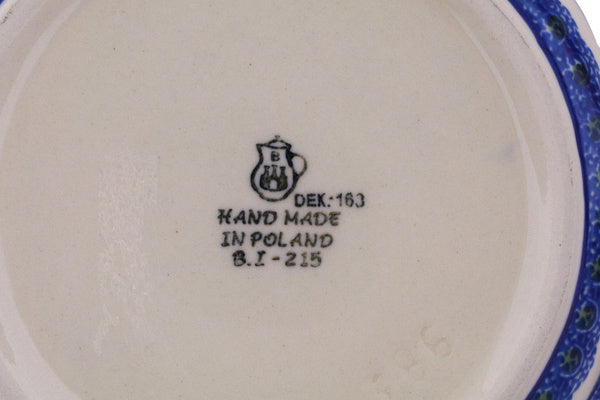 B
DEK.: 163
HAND MADE
IN POLAND
B.I - 215